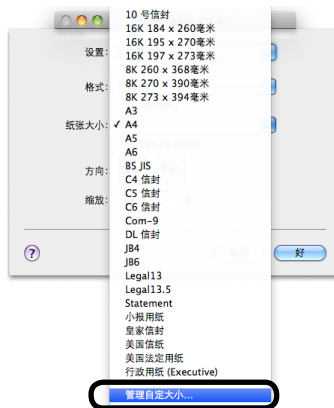 10 号信封
16K 184 x 260毫米
16K 195 x 270毫米
设置:
16K 197 x 273毫米
8K 260 x 368毫米
格式:
8K 270 x 390毫米
8K 273 x 394毫米
A3
纸张大小: ✓ A4
A5
A6
B5 JIS
方向:
C4 信封
C5 信封
缩放:
C6 信封
Com-9
DL 信封
JB4
? 好
JB6
Legal13
Legal13.5
Statement
小报用纸
皇家信封
美国信纸
美国法定用纸
行政用纸 (Executive)
管理自定大小...